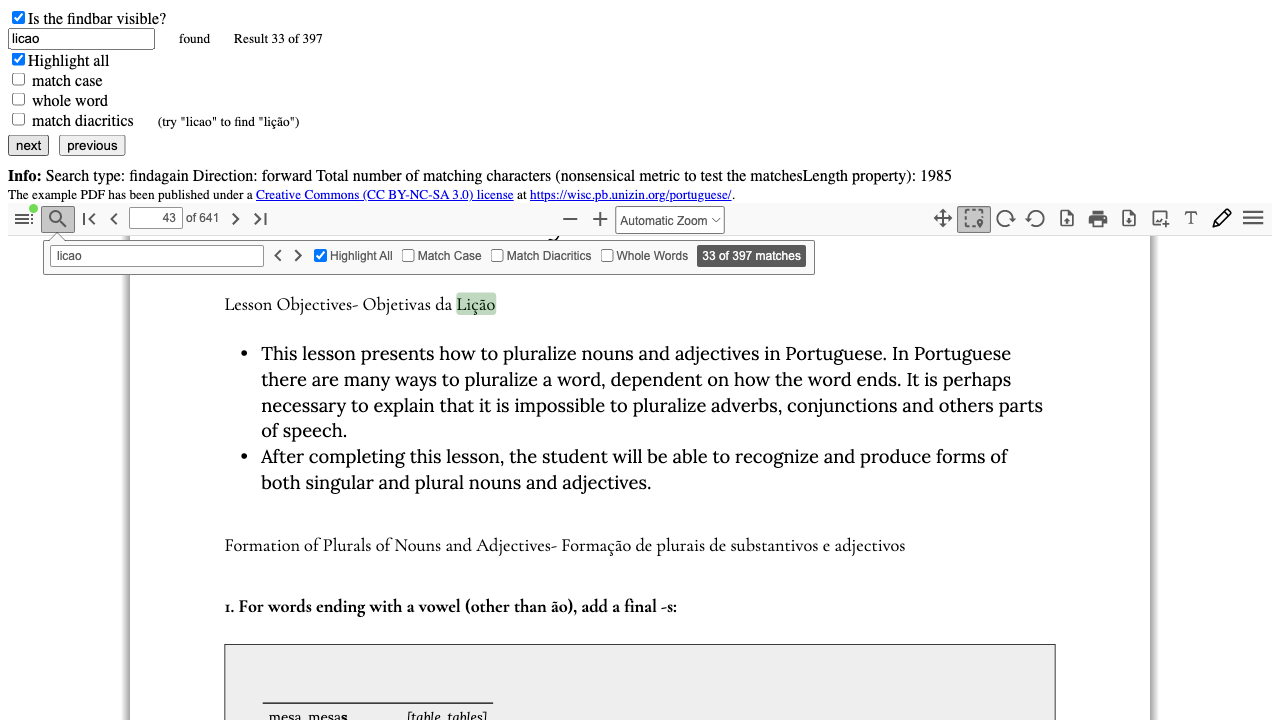 Is the findbar visible?
licao found Result 33 of 397
Highlight all
match case
whole word
match diacritics (try "licao" to find "lição")
next previous
Info: Search type: findagain Direction: forward Total number of matching characters (nonsensical metric to test the matchesLength property): 1985
The example PDF has been published under a Creative Commons (CC BY-NC-SA 3.0) license at https://wisc.pb.unizin.org/portuguese/.
43 of 641 Automatic Zoom
licao Highlight All Match Case Match Diacritics Whole Words 33 of 397 matches
Lesson Objectives- Objetivas da Lição
• This lesson presents how to pluralize nouns and adjectives in Portuguese. In Portuguese
there are many ways to pluralize a word, dependent on how the word ends. It is perhaps
necessary to explain that it is impossible to pluralize adverbs, conjunctions and others parts
of speech.
• After completing this lesson, the student will be able to recognize and produce forms of
both singular and plural nouns and adjectives.
Formation of Plurals of Nouns and Adjectives- Formação de plurais de substantivos e adjectivos
1. For words ending with a vowel (other than ão), add a final -s:
mesa, mesas [table, tables]